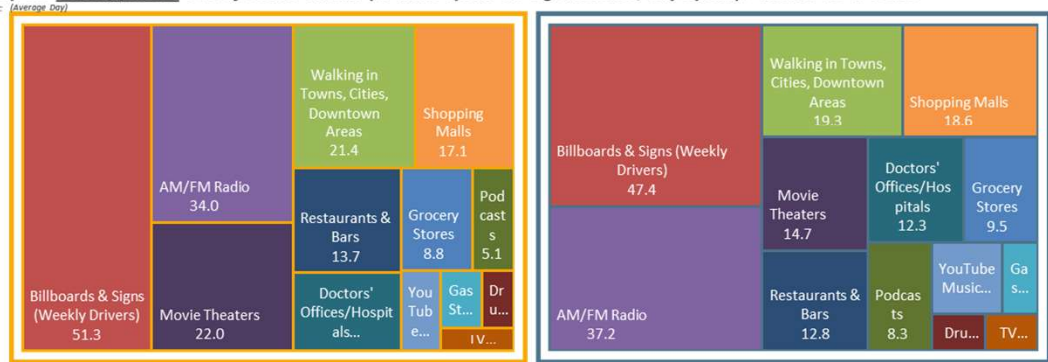 (Average Day)
Billboards & Signs
(Weekly Drivers)
51.3
AM/FM Radio
34.0
Movie Theaters
22.0
Walking in
Towns, Cities,
Downtown
Areas
21.4
Shopping
Malls
17.1
Restaurants &
Bars
13.7
Grocery
Stores
8.8
Pod
cast
s
5.1
Doctors'
Offices/Hospit
als...
You
Tub
e...
Gas
St...
Dr
u...
TV...
Billboards & Signs (Weekly
Drivers)
47.4
AM/FM Radio
37.2
Walking in Towns,
Cities, Downtown
Areas
19.3
Shopping Malls
18.6
Movie
Theaters
14.7
Doctors'
Offices/Hos
pitals
12.3
Grocery
Stores
9.5
Restaurants &
Bars
12.8
Podcas
ts
8.3
YouTube
Music...
Ga
s...
Dru...
TV...